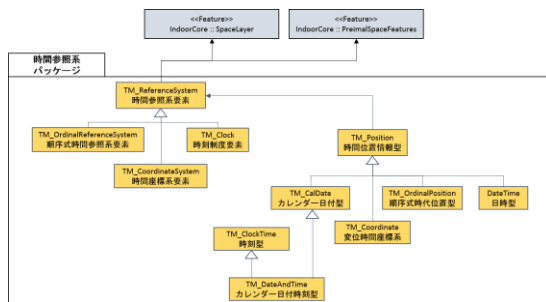 <<Feature>>
IndoorCore :: SpaceLayer
<<Feature>>
IndoorCore :: PreimalSpaceFeatures
時間参照系
パッケージ
TM_ReferenceSystem
時間参照系要素
TM_OrdinalReferenceSystem
順序式時間参照系要素
TM_Clock
時刻制度要素
TM_CoordinateSystem
時間座標系要素
TM_Position
時間位置情報型
TM_CalDate
カレンダー日付型
TM_OrdinalPosition
順序式時代位置型
DateTime
日時型
TM_ClockTime
時刻型
TM_Coordinate
変位時間座標系
TM_DateAndTime
カレンダー日付時刻型